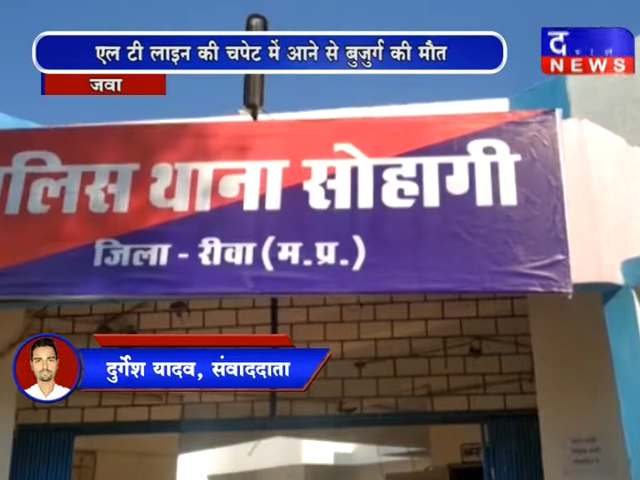 एल टी लाइन की चपेट में आने से बुजुर्ग की मौत
जवा
द
NEWS
पुलिस थाना सोहागी
जिला - रीवा (म.प्र.)
दुर्गेश यादव, संवाददाता